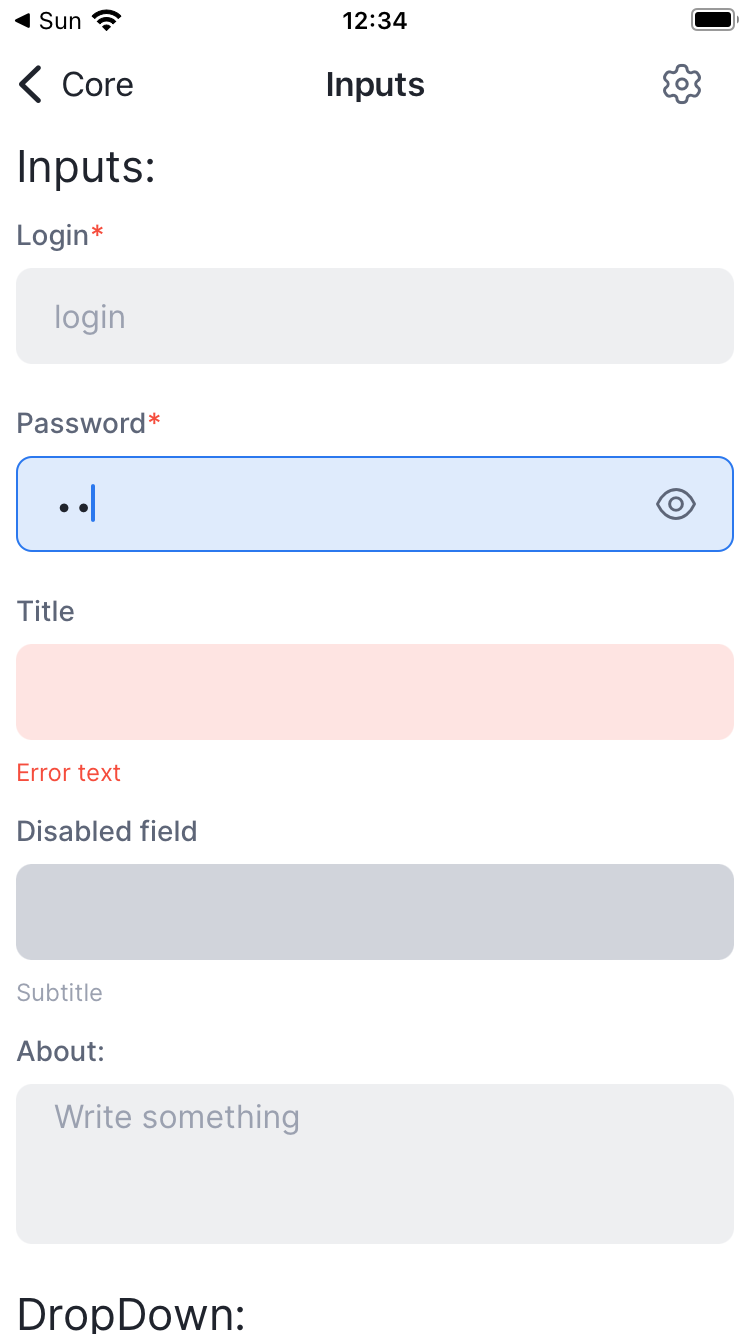 Sun 12:34
Core Inputs
Inputs:
Login*
login
Password*
••
Title
Error text
Disabled field
Subtitle
About:
Write something
DropDown: